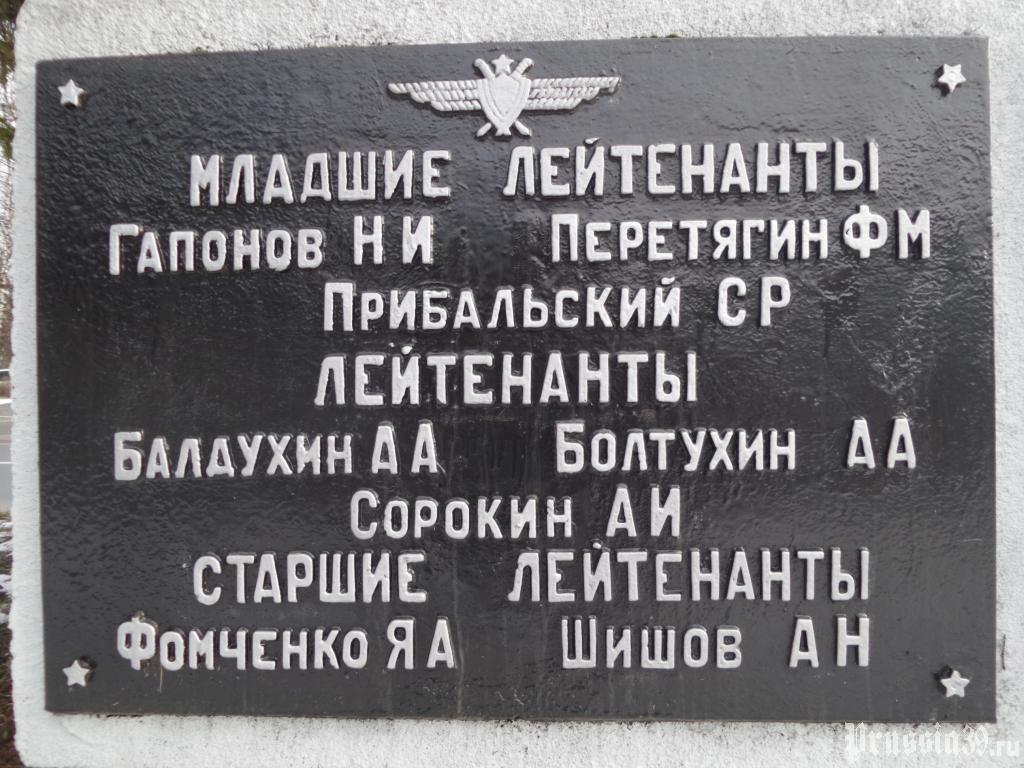 МЛАДШИЕ ЛЕЙТЕНАНТЫ
ГАПОНОВ Н И ПЕРЕТЯГИН Ф М
ПРИБАЛЬСКИЙ С Р
ЛЕЙТЕНАНТЫ
БАЛДУХИН А А БОЛТУХИН А А
СОРОКИН А И
СТАРШИЕ ЛЕЙТЕНАНТЫ
ФОМЧЕНКО Я А ШИШОВ А Н
Prussia39.ru